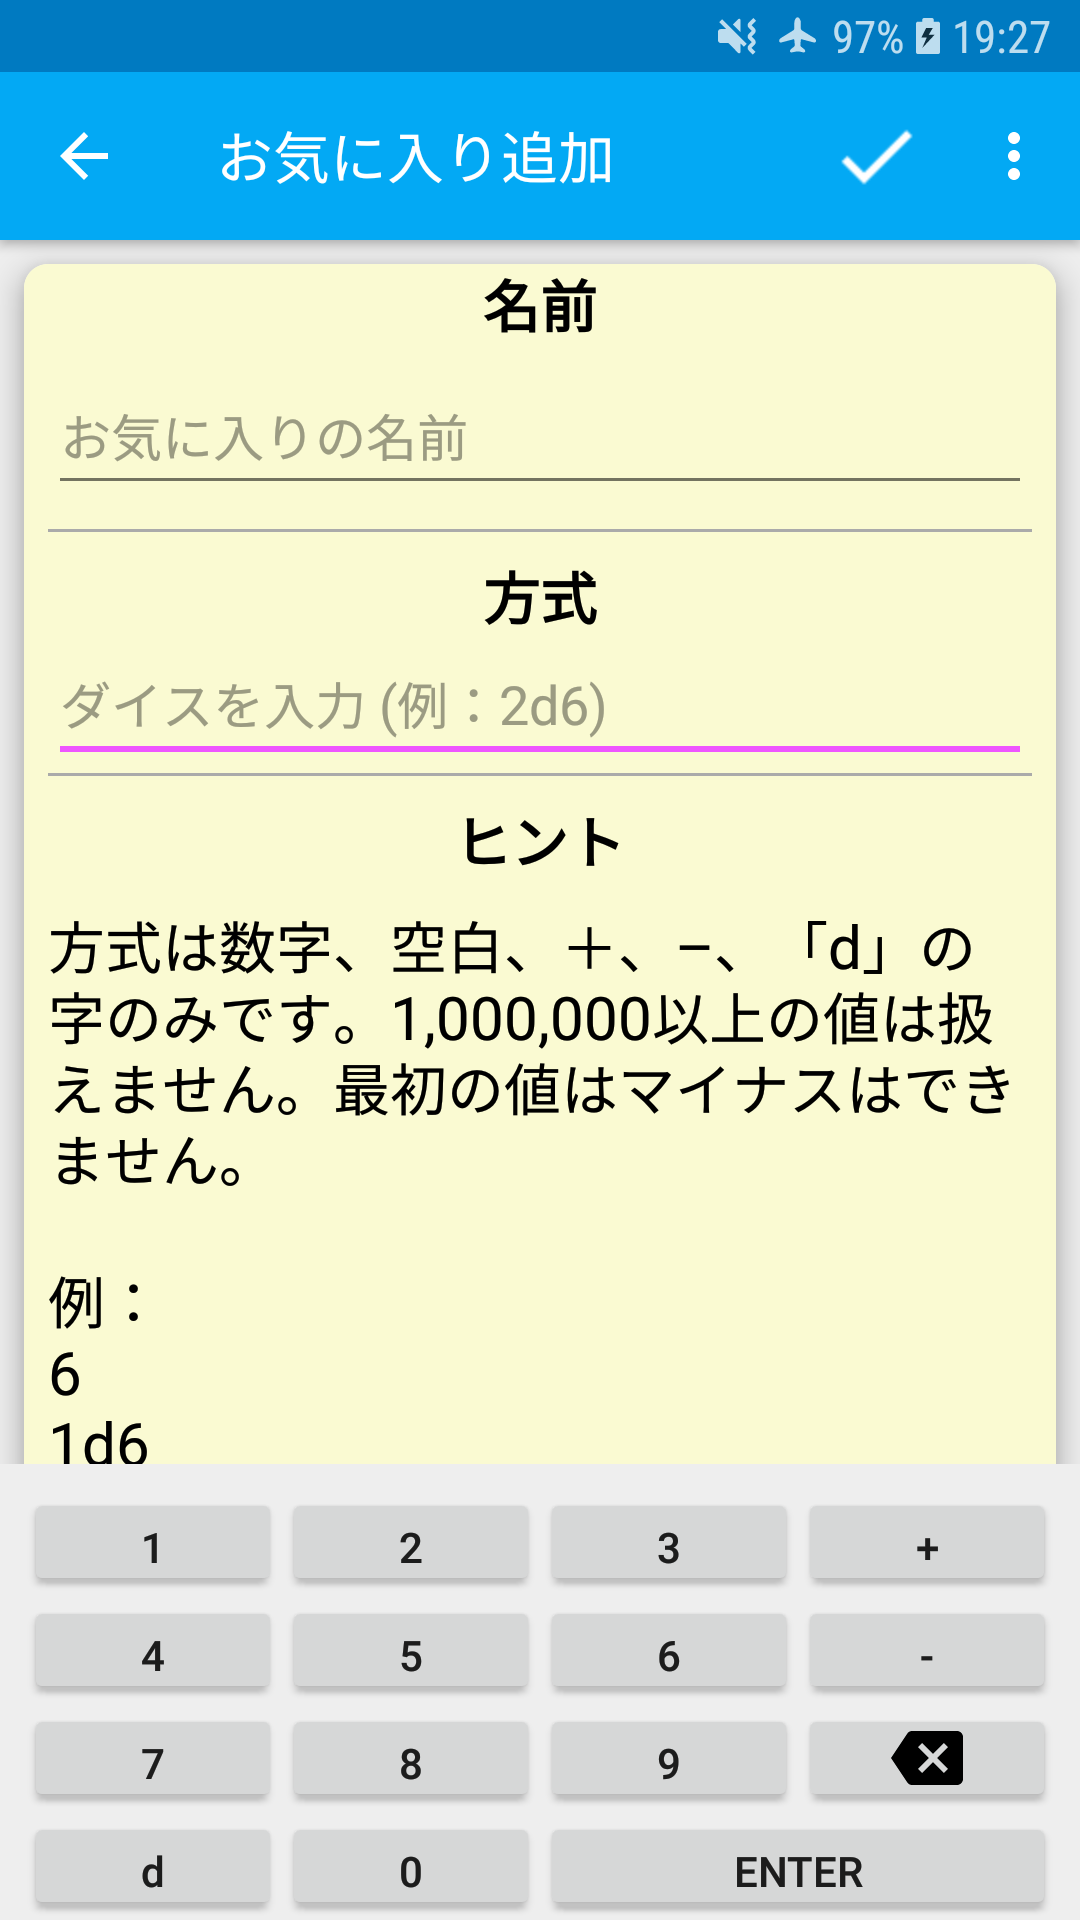 97% 19:27
お気に入り追加
名前
お気に入りの名前
方式
ダイスを入力 (例：2d6)
ヒント
方式は数字、空白、＋、−、「d」の
字のみです。1,000,000以上の値は扱
えません。最初の値はマイナスはでき
ません。
例：
6
1d6
1 2 3 +
4 5 6 -
7 8 9
d 0 ENTER